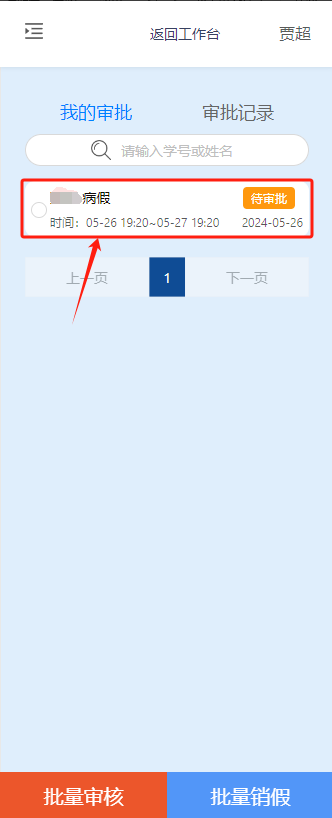 返回工作台 贾超
我的审批 审批记录
请输入学号或姓名
病假 待审批
时间：05-26 19:20~05-27 19:20 2024-05-26
上一页 1 下一页
批量审核 批量销假